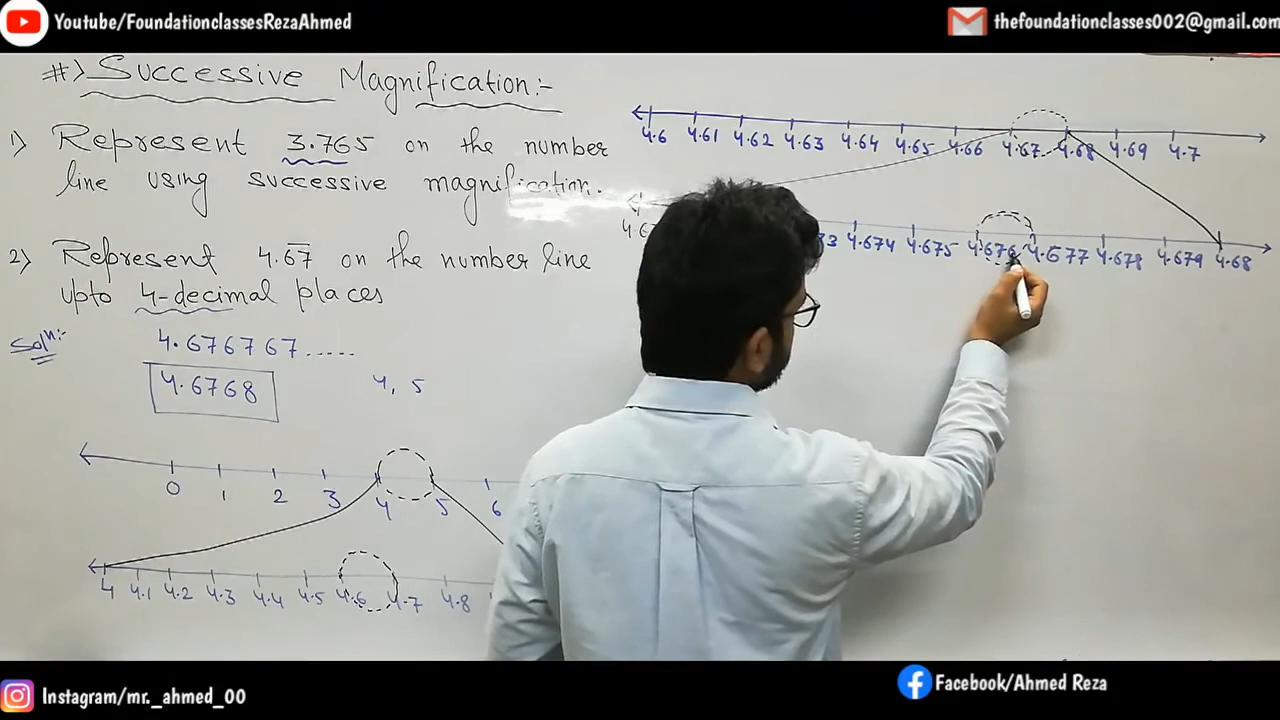 Youtube/FoundationclassesRezaAhmed
thefoundationclasses002@gmail.com
#) Successive Magnification:-
1) Represent 3.765 on the number
line using successive magnification.
2) Represent 4.6̅7̅ on the number line
upto 4-decimal places
Solⁿ:-
4.676767.....
4.6768
4, 5
0 1 2 3 4 5 6
4 4.1 4.2 4.3 4.4 4.5 4.6 4.7 4.8
4.6 4.61 4.62 4.63 4.64 4.65 4.66 4.67 4.68 4.69 4.7
4.674 4.675 4.676 4.677 4.678 4.679 4.68
Instagram/mr._ahmed_00
Facebook/Ahmed Reza